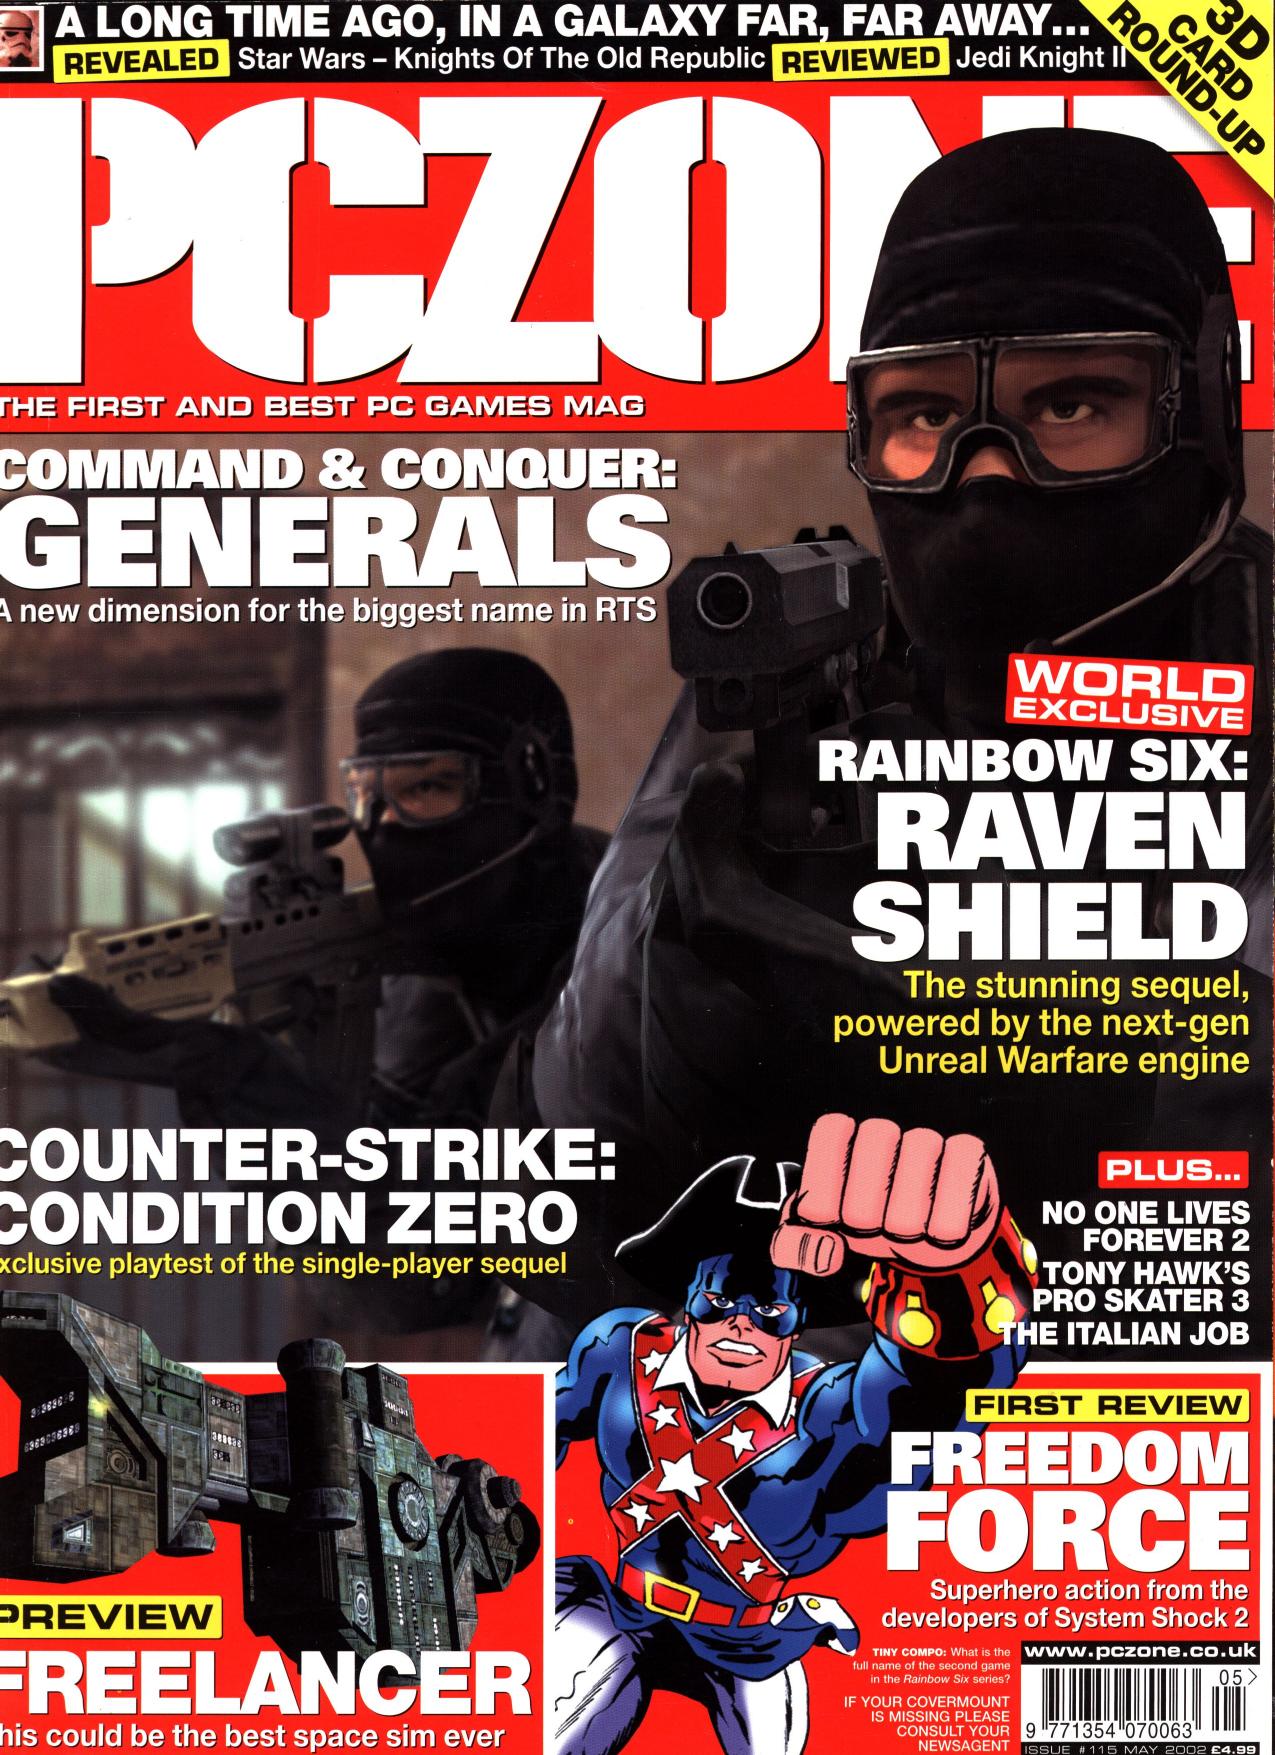 A LONG TIME AGO, IN A GALAXY FAR, FAR AWAY...
REVEALED Star Wars – Knights Of The Old Republic REVIEWED Jedi Knight II
3D
CARD
ROUND-UP
PCZONE
THE FIRST AND BEST PC GAMES MAG
COMMAND & CONQUER:
GENERALS
A new dimension for the biggest name in RTS
WORLD
EXCLUSIVE
RAINBOW SIX:
RAVEN
SHIELD
The stunning sequel,
powered by the next-gen
Unreal Warfare engine
COUNTER-STRIKE:
CONDITION ZERO
xclusive playtest of the single-player sequel
PLUS...
NO ONE LIVES
FOREVER 2
TONY HAWK'S
PRO SKATER 3
THE ITALIAN JOB
FIRST REVIEW
FREEDOM
FORCE
Superhero action from the
developers of System Shock 2
PREVIEW
FREELANCER
his could be the best space sim ever
TINY COMPO: What is the
full name of the second game
in the Rainbow Six series?
IF YOUR COVERMOUNT
IS MISSING PLEASE
CONSULT YOUR
NEWSAGENT
www.pczone.co.uk
05>
9 771354 070063
ISSUE #115 MAY 2002 £4.99